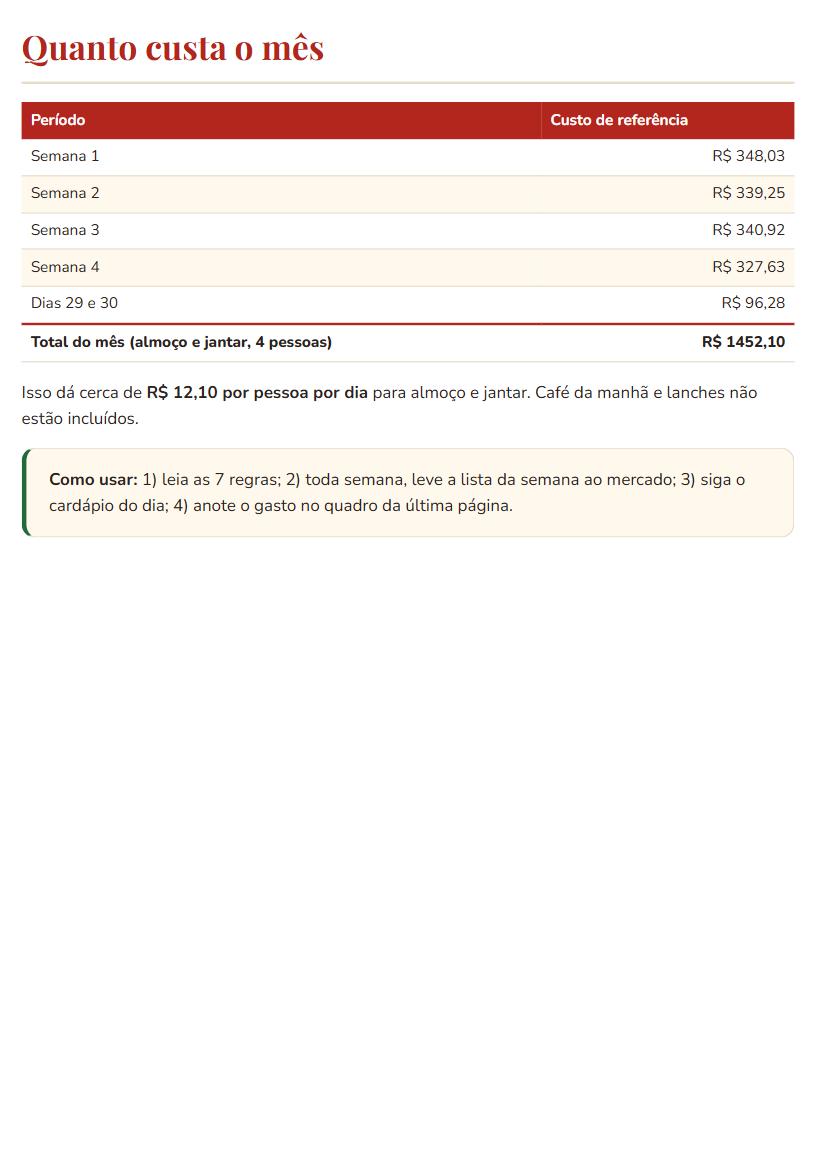 Quanto custa o mês
Período Custo de referência
Semana 1 R$ 348,03
Semana 2 R$ 339,25
Semana 3 R$ 340,92
Semana 4 R$ 327,63
Dias 29 e 30 R$ 96,28
Total do mês (almoço e jantar, 4 pessoas) R$ 1452,10
Isso dá cerca de R$ 12,10 por pessoa por dia para almoço e jantar. Café da manhã e lanches não
estão incluídos.
Como usar: 1) leia as 7 regras; 2) toda semana, leve a lista da semana ao mercado; 3) siga o
cardápio do dia; 4) anote o gasto no quadro da última página.